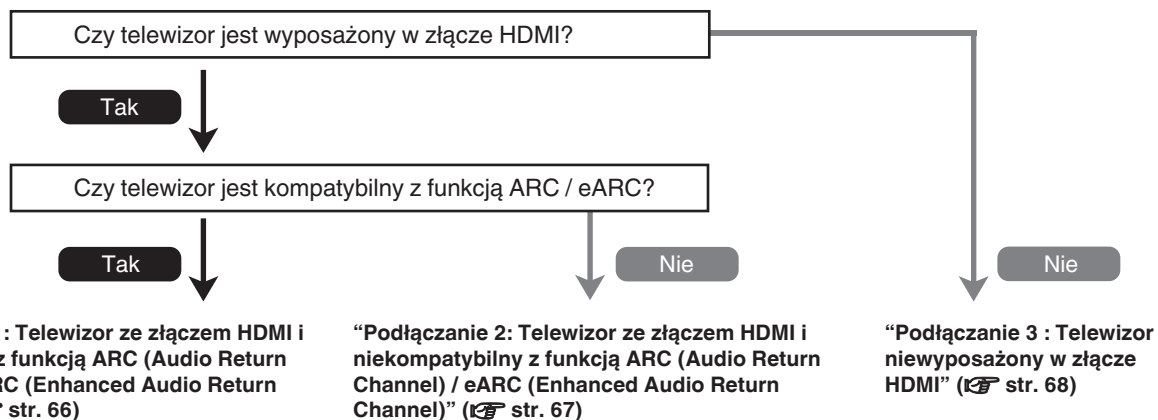 Czy telewizor jest wyposażony w złącze HDMI?
Tak
Czy telewizor jest kompatybilny z funkcją ARC / eARC?
Tak
Nie
Nie
: Telewizor ze złączem HDMI i
z funkcją ARC (Audio Return
RC (Enhanced Audio Return
str. 66)
“Podłączanie 2: Telewizor ze złączem HDMI i
niekompatybilny z funkcją ARC (Audio Return
Channel) / eARC (Enhanced Audio Return
Channel)” (☞ str. 67)
“Podłączanie 3 : Telewizor
niewyposażony w złącze
HDMI” (☞ str. 68)